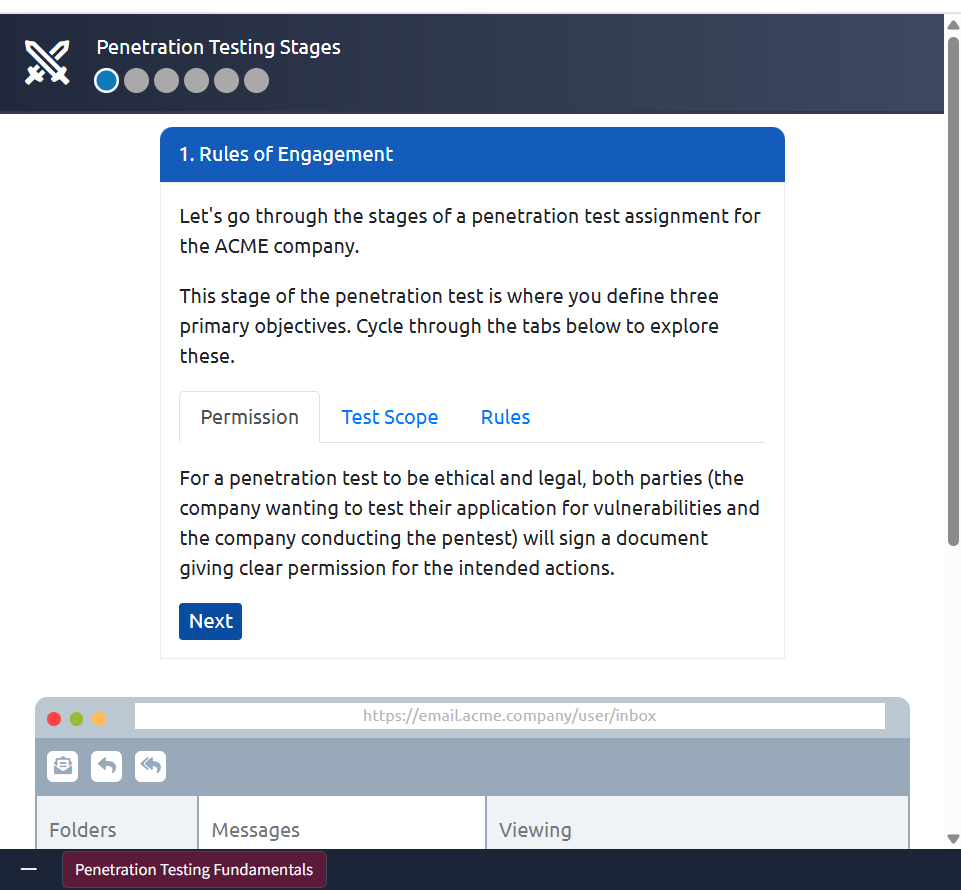 Penetration Testing Stages
1. Rules of Engagement
Let's go through the stages of a penetration test assignment for
the ACME company.
This stage of the penetration test is where you define three
primary objectives. Cycle through the tabs below to explore
these.
Permission Test Scope Rules
For a penetration test to be ethical and legal, both parties (the
company wanting to test their application for vulnerabilities and
the company conducting the pentest) will sign a document
giving clear permission for the intended actions.
Next
https://email.acme.company/user/inbox
Folders Messages Viewing
Penetration Testing Fundamentals